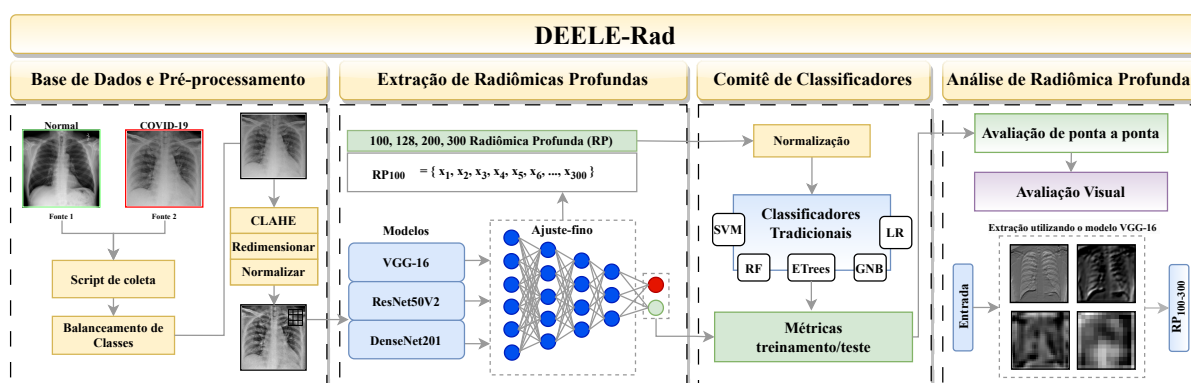 DEELE-Rad
Base de Dados e Pré-processamento
Normal
COVID-19
Fonte 1
Fonte 2
Script de coleta
Balanceamento de
Classes
CLAHE
Redimensionar
Normalizar
Extração de Radiômicas Profundas
100, 128, 200, 300 Radiômica Profunda (RP)
RP100 = { x1, x2, x3, x4, x5, x6, ..., x300 }
Modelos
Ajuste-fino
VGG-16
ResNet50V2
DenseNet201
Comitê de Classificadores
Normalização
Classificadores
Tradicionais
SVM
LR
RF
ETrees
GNB
Métricas
treinamento/teste
Análise de Radiômica Profunda
Avaliação de ponta a ponta
Avaliação Visual
Extração utilizando o modelo VGG-16
Entrada
RP100-300